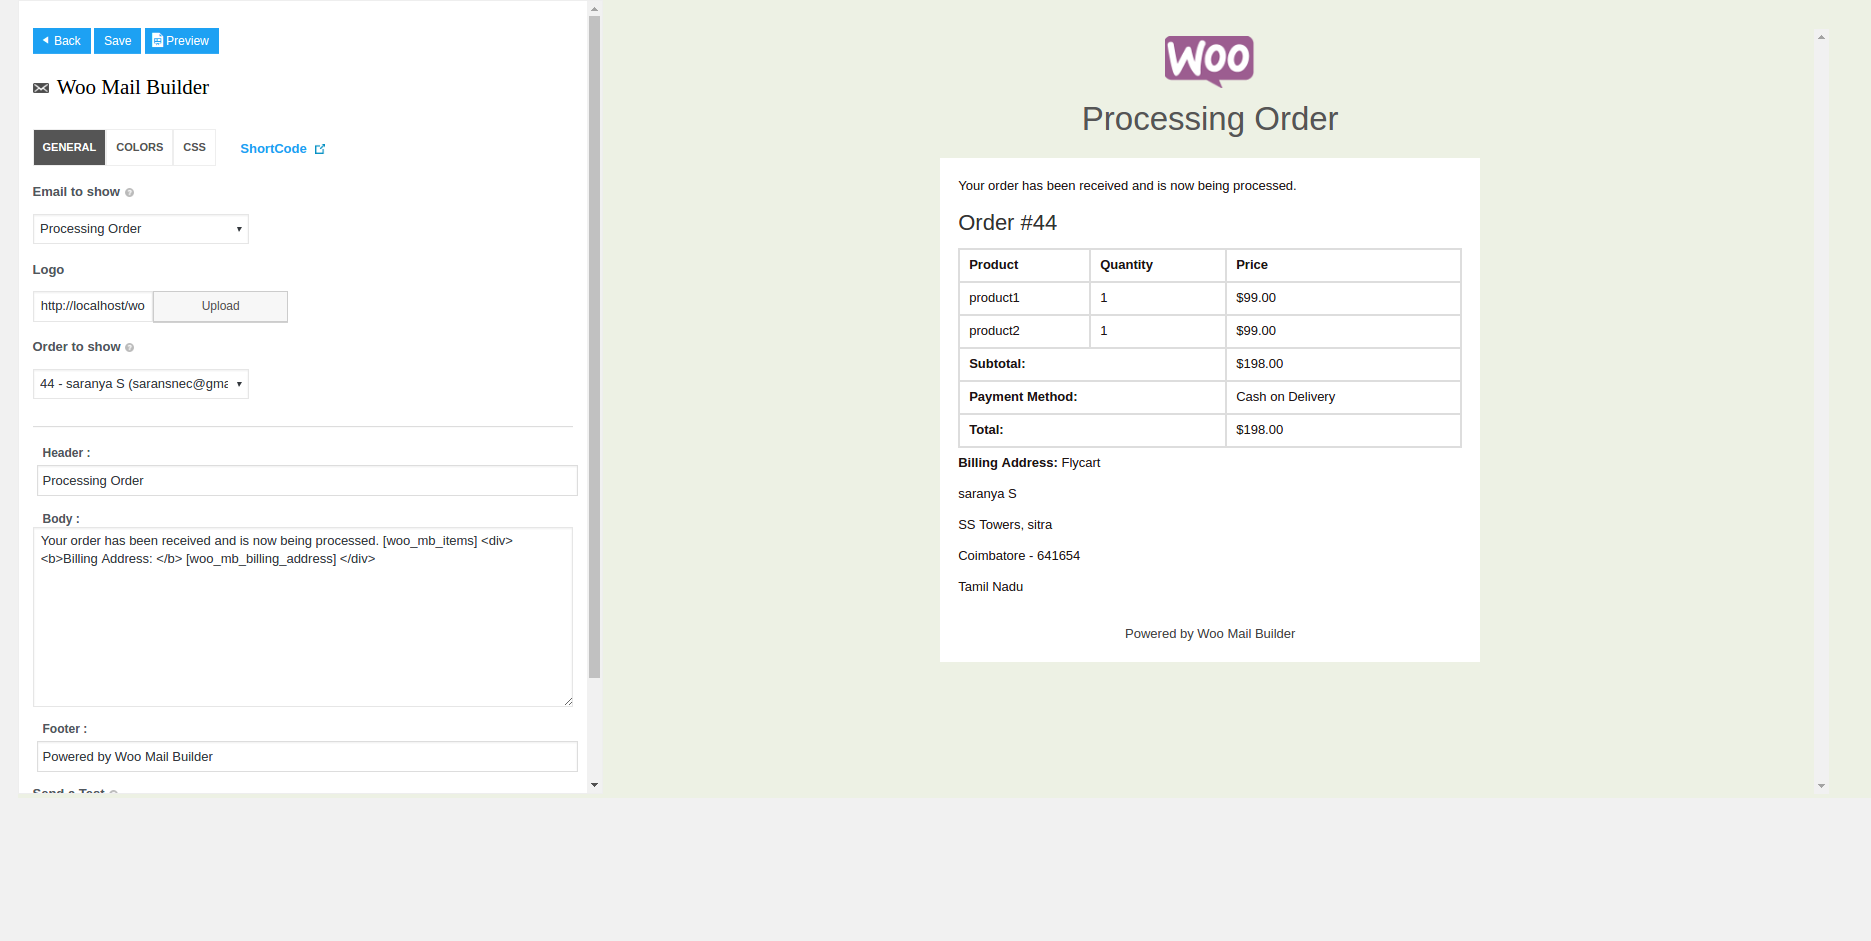 Back Save Preview
Woo Mail Builder
GENERAL COLORS CSS ShortCode
Email to show
Processing Order
Logo
http://localhost/wo Upload
Order to show
44 - saranya S (saransnec@gma
Header :
Processing Order
Body :
Your order has been received and is now being processed. [woo_mb_items] <div>
<b>Billing Address: </b> [woo_mb_billing_address] </div>
Footer :
Powered by Woo Mail Builder
Send a Test
Woo
Processing Order
Your order has been received and is now being processed.
Order #44
Product Quantity Price
product1 1 $99.00
product2 1 $99.00
Subtotal: $198.00
Payment Method: Cash on Delivery
Total: $198.00
Billing Address: Flycart
saranya S
SS Towers, sitra
Coimbatore - 641654
Tamil Nadu
Powered by Woo Mail Builder